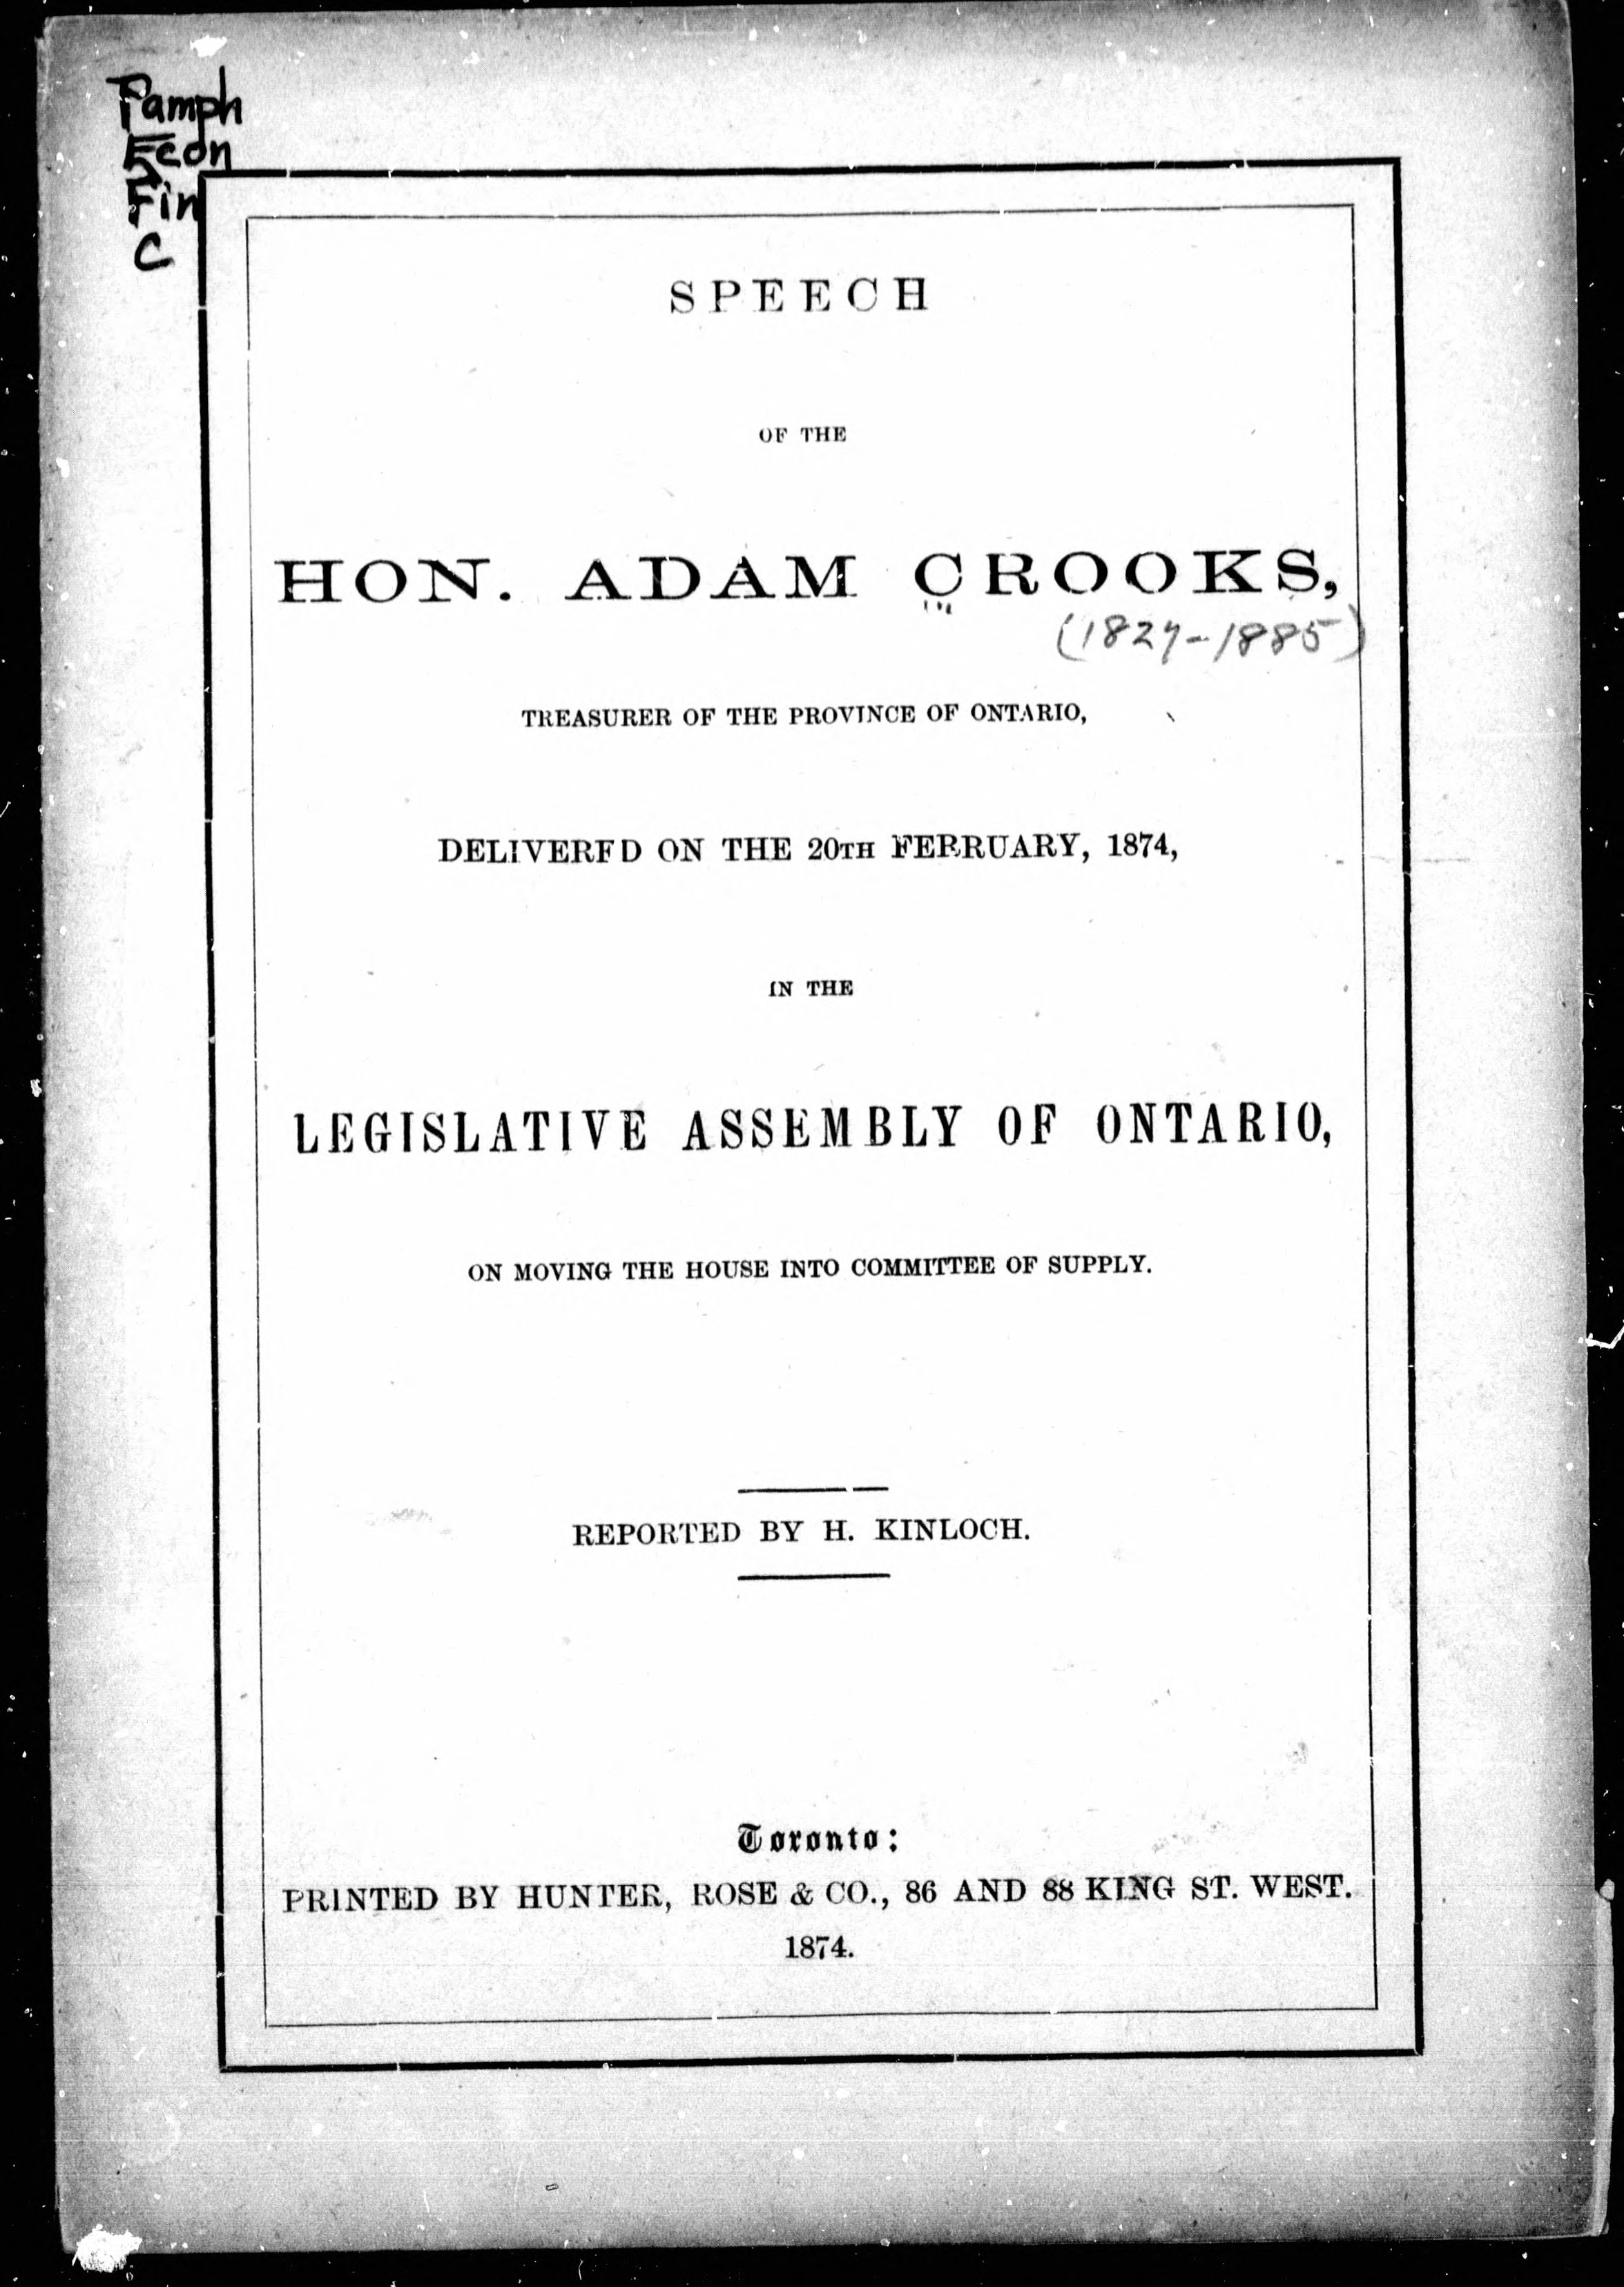 Pamph
Econ
Fin
C
SPEECH
OF THE
HON. ADAM CROOKS,
(1827-1885)
TREASURER OF THE PROVINCE OF ONTARIO,
DELIVERED ON THE 20TH FEBRUARY, 1874,
IN THE
LEGISLATIVE ASSEMBLY OF ONTARIO,
ON MOVING THE HOUSE INTO COMMITTEE OF SUPPLY.
REPORTED BY H. KINLOCH.
Toronto:
PRINTED BY HUNTER, ROSE & CO., 86 AND 88 KING ST. WEST.
1874.